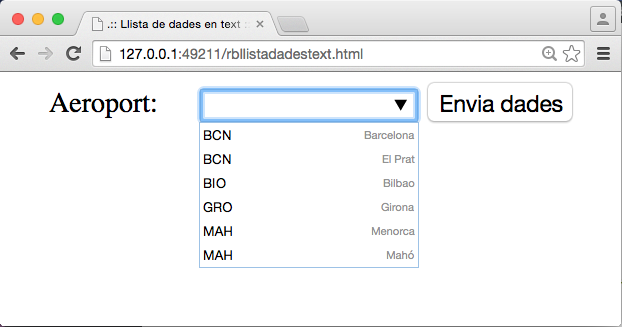 .:: Llista de dades en text ::
127.0.0.1:49211/rbllistadadestext.html
Aeroport:
Envia dades
BCN Barcelona
BCN El Prat
BIO Bilbao
GRO Girona
MAH Menorca
MAH Mahó